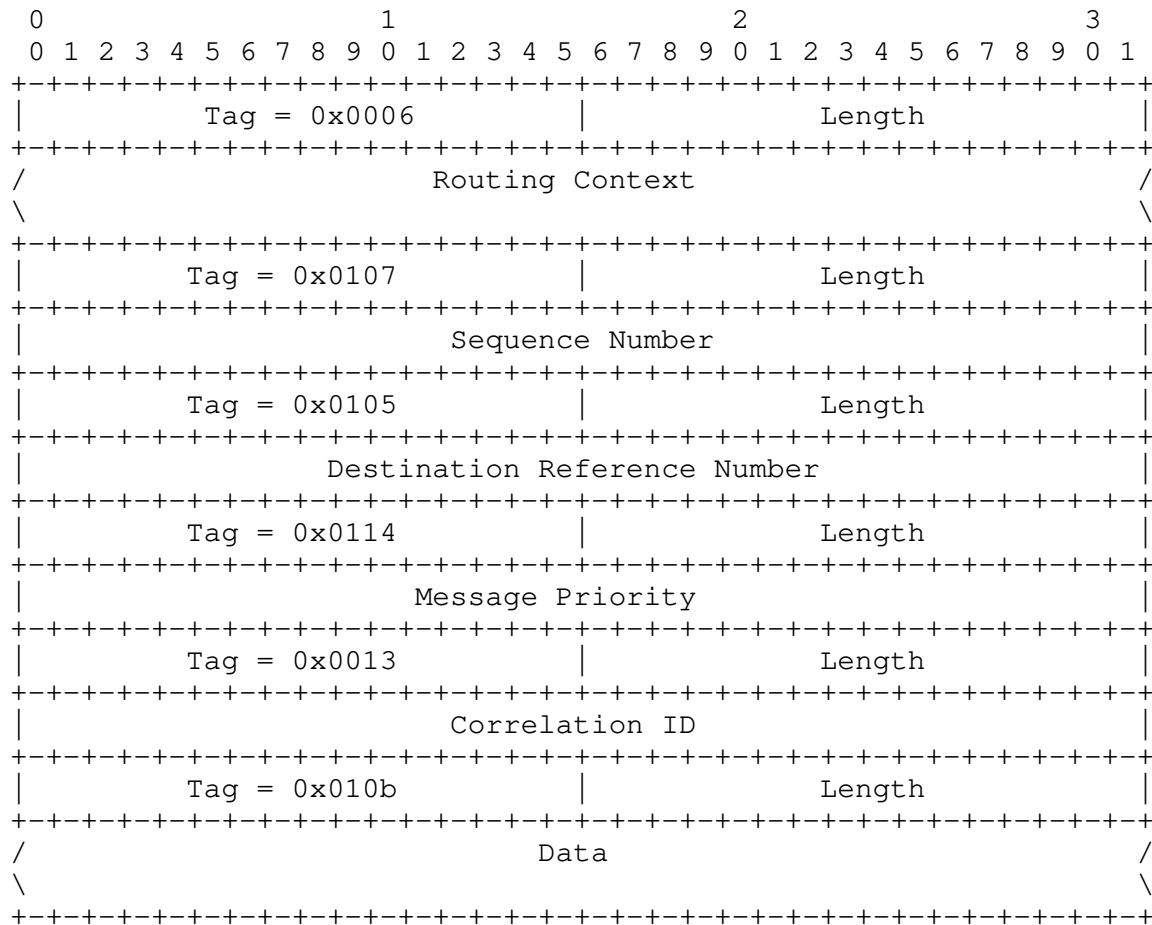 0                   1                   2                   3
 0 1 2 3 4 5 6 7 8 9 0 1 2 3 4 5 6 7 8 9 0 1 2 3 4 5 6 7 8 9 0 1
+-+-+-+-+-+-+-+-+-+-+-+-+-+-+-+-+-+-+-+-+-+-+-+-+-+-+-+-+-+-+-+-+
|          Tag = 0x0006         |             Length            |
+-+-+-+-+-+-+-+-+-+-+-+-+-+-+-+-+-+-+-+-+-+-+-+-+-+-+-+-+-+-+-+-+
/                       Routing Context                         /
\                                                               \
+-+-+-+-+-+-+-+-+-+-+-+-+-+-+-+-+-+-+-+-+-+-+-+-+-+-+-+-+-+-+-+-+
|         Tag = 0x0107          |             Length            |
+-+-+-+-+-+-+-+-+-+-+-+-+-+-+-+-+-+-+-+-+-+-+-+-+-+-+-+-+-+-+-+-+
|                        Sequence Number                        |
+-+-+-+-+-+-+-+-+-+-+-+-+-+-+-+-+-+-+-+-+-+-+-+-+-+-+-+-+-+-+-+-+
|         Tag = 0x0105          |             Length            |
+-+-+-+-+-+-+-+-+-+-+-+-+-+-+-+-+-+-+-+-+-+-+-+-+-+-+-+-+-+-+-+-+
|                 Destination Reference Number                  |
+-+-+-+-+-+-+-+-+-+-+-+-+-+-+-+-+-+-+-+-+-+-+-+-+-+-+-+-+-+-+-+-+
|         Tag = 0x0114          |             Length            |
+-+-+-+-+-+-+-+-+-+-+-+-+-+-+-+-+-+-+-+-+-+-+-+-+-+-+-+-+-+-+-+-+
|                      Message Priority                         |
+-+-+-+-+-+-+-+-+-+-+-+-+-+-+-+-+-+-+-+-+-+-+-+-+-+-+-+-+-+-+-+-+
|         Tag = 0x0013          |             Length            |
+-+-+-+-+-+-+-+-+-+-+-+-+-+-+-+-+-+-+-+-+-+-+-+-+-+-+-+-+-+-+-+-+
|                        Correlation ID                         |
+-+-+-+-+-+-+-+-+-+-+-+-+-+-+-+-+-+-+-+-+-+-+-+-+-+-+-+-+-+-+-+-+
|         Tag = 0x010b          |             Length            |
+-+-+-+-+-+-+-+-+-+-+-+-+-+-+-+-+-+-+-+-+-+-+-+-+-+-+-+-+-+-+-+-+
/                             Data                              /
\                                                               \
+-+-+-+-+-+-+-+-+-+-+-+-+-+-+-+-+-+-+-+-+-+-+-+-+-+-+-+-+-+-+-+-+